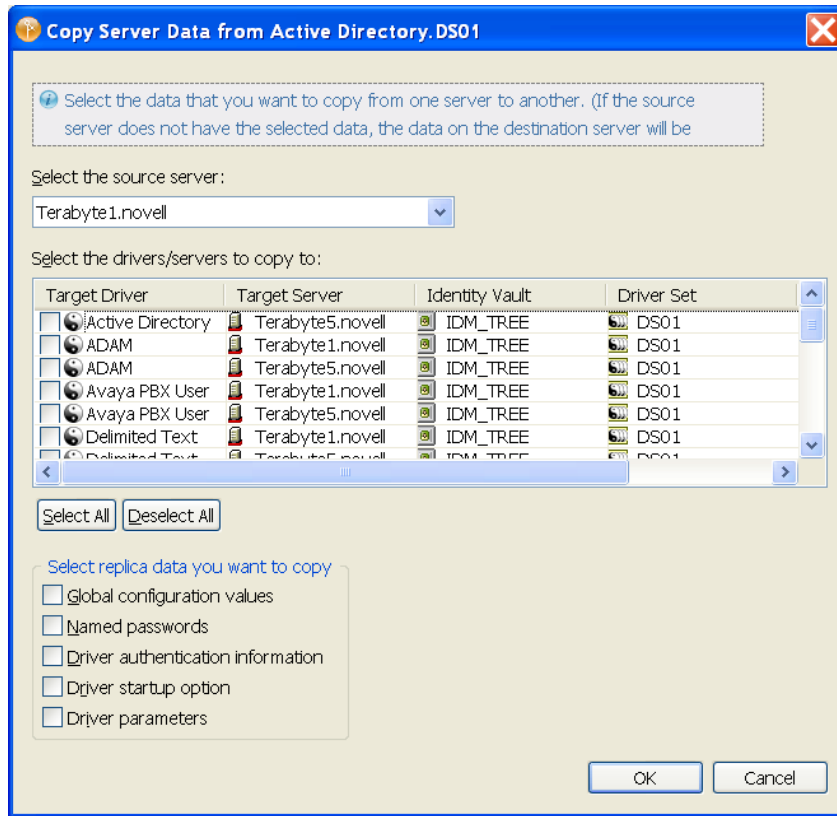 Copy Server Data from Active Directory.DS01
Select the data that you want to copy from one server to another. (If the source
server does not have the selected data, the data on the destination server will be
Select the source server:
Terabyte1.novell
Select the drivers/servers to copy to:
Target Driver Target Server Identity Vault Driver Set
Active Directory Terabyte5.novell IDM_TREE DS01
ADAM Terabyte1.novell IDM_TREE DS01
ADAM Terabyte5.novell IDM_TREE DS01
Avaya PBX User Terabyte1.novell IDM_TREE DS01
Avaya PBX User Terabyte5.novell IDM_TREE DS01
Delimited Text Terabyte1.novell IDM_TREE DS01
Delimited Text Terabyte5.novell IDM_TREE DS01
Select All Deselect All
Select replica data you want to copy
Global configuration values
Named passwords
Driver authentication information
Driver startup option
Driver parameters
OK Cancel